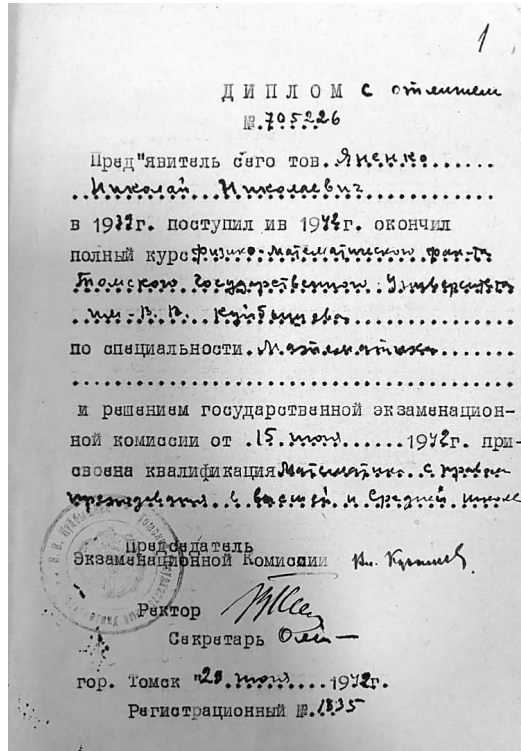 1
ДИПЛОМ с отличием
№ 705226
Пред"явитель сего тов. Яненко
Николай Николаевич
в 1939г. поступил и в 1942г. окончил
полный курс физико-математического фак-та
Томского Государственного Университета
им. В. В. Куйбышева
по специальности Математика
и решением государственной экзаменацион-
ной комиссии от 15 июня 1942г. при-
своена квалификация Математика с правом
преподавания в высшей и средней школе
Председатель
Экзаменационной Комиссии
Ректор
Секретарь
гор. Томск "29 июня 1942г.
Регистрационный № 1835